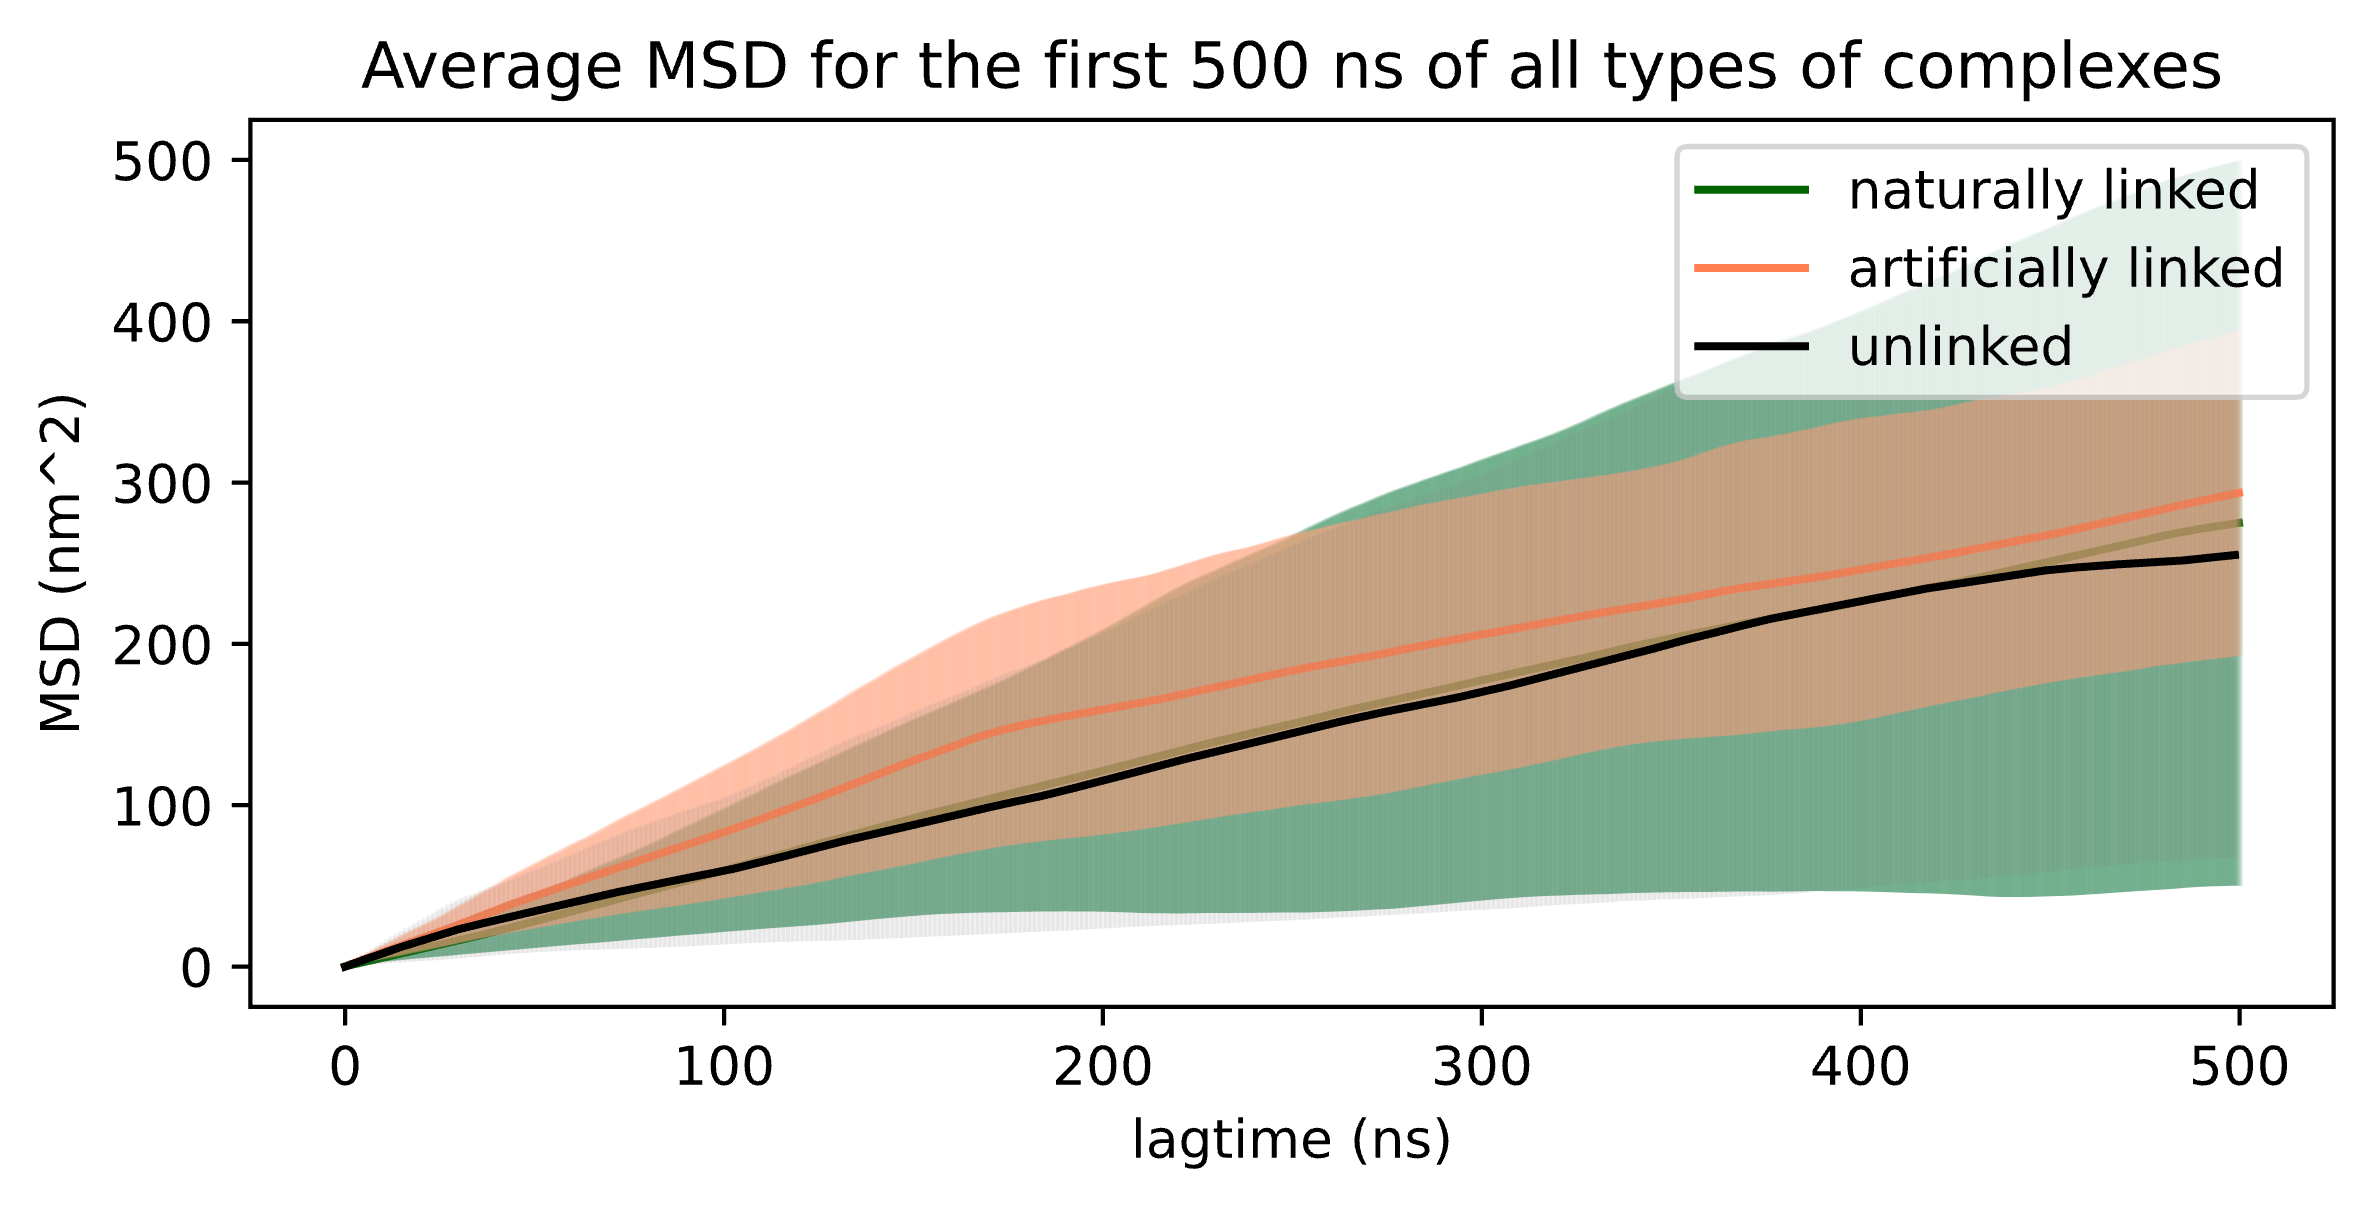 Average MSD for the first 500 ns of all types of complexes
500
400
300
200
100
0
MSD (nm^2)
naturally linked
artificially linked
unlinked
0 100 200 300 400 500
lagtime (ns)